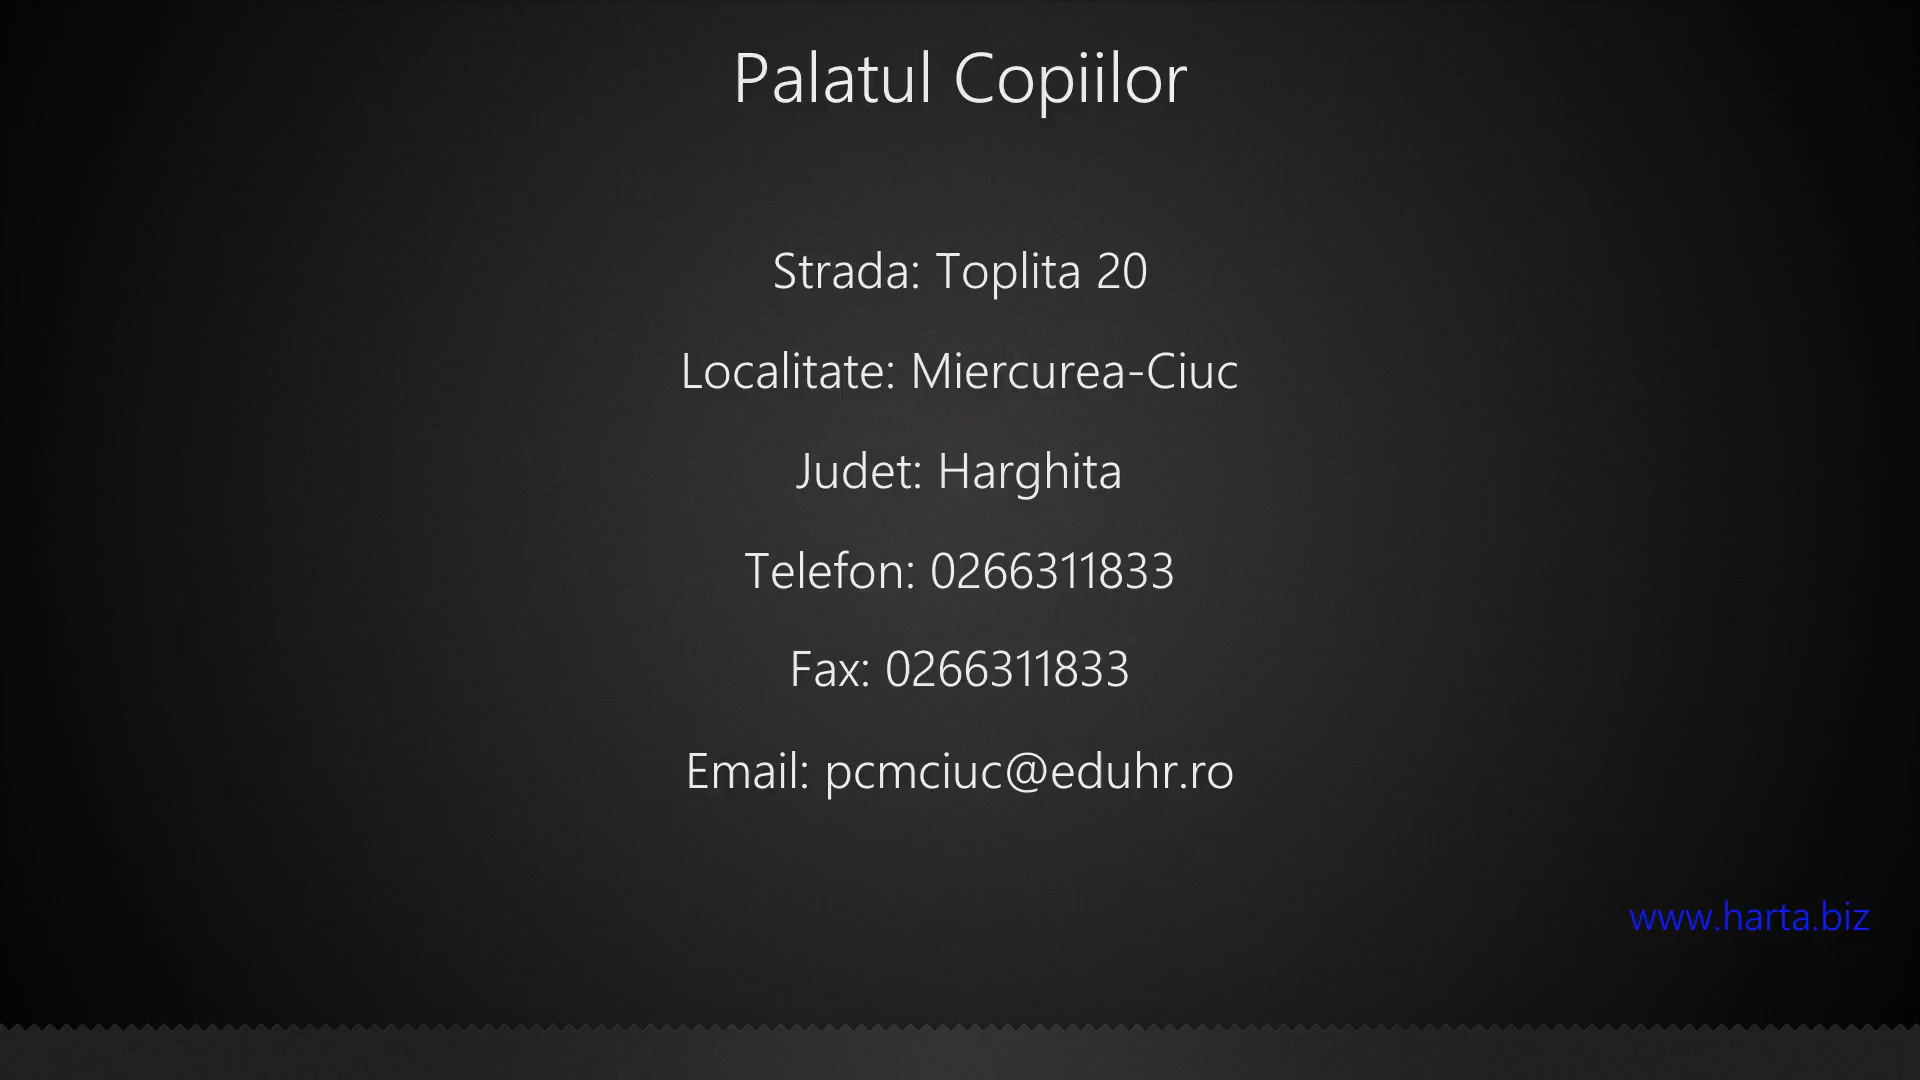 Palatul Copiilor
Strada: Toplita 20
Localitate: Miercurea-Ciuc
Judet: Harghita
Telefon: 0266311833
Fax: 0266311833
Email: pcmciuc@eduhr.ro
www.harta.biz